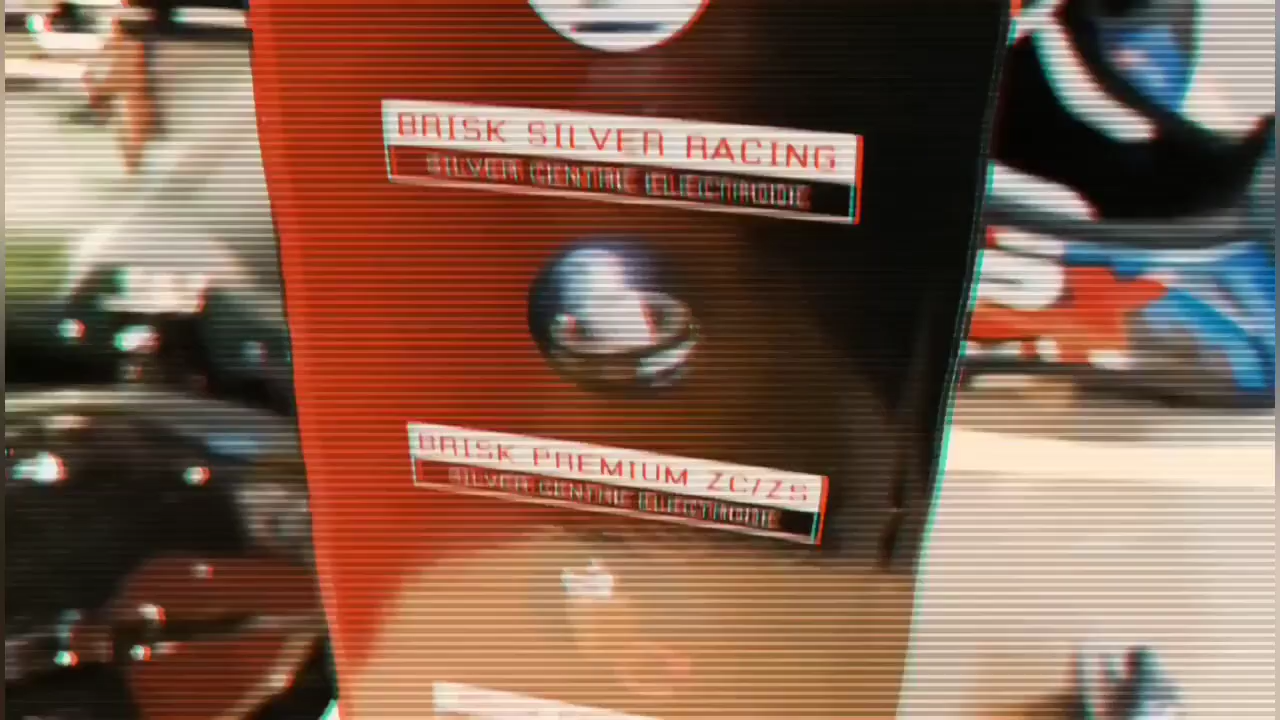 BRISK SILVER RACING
SILVER CENTRE ELECTRODE
BRISK PREMIUM ZC/ZS
SILVER CENTRE ELECTRODE